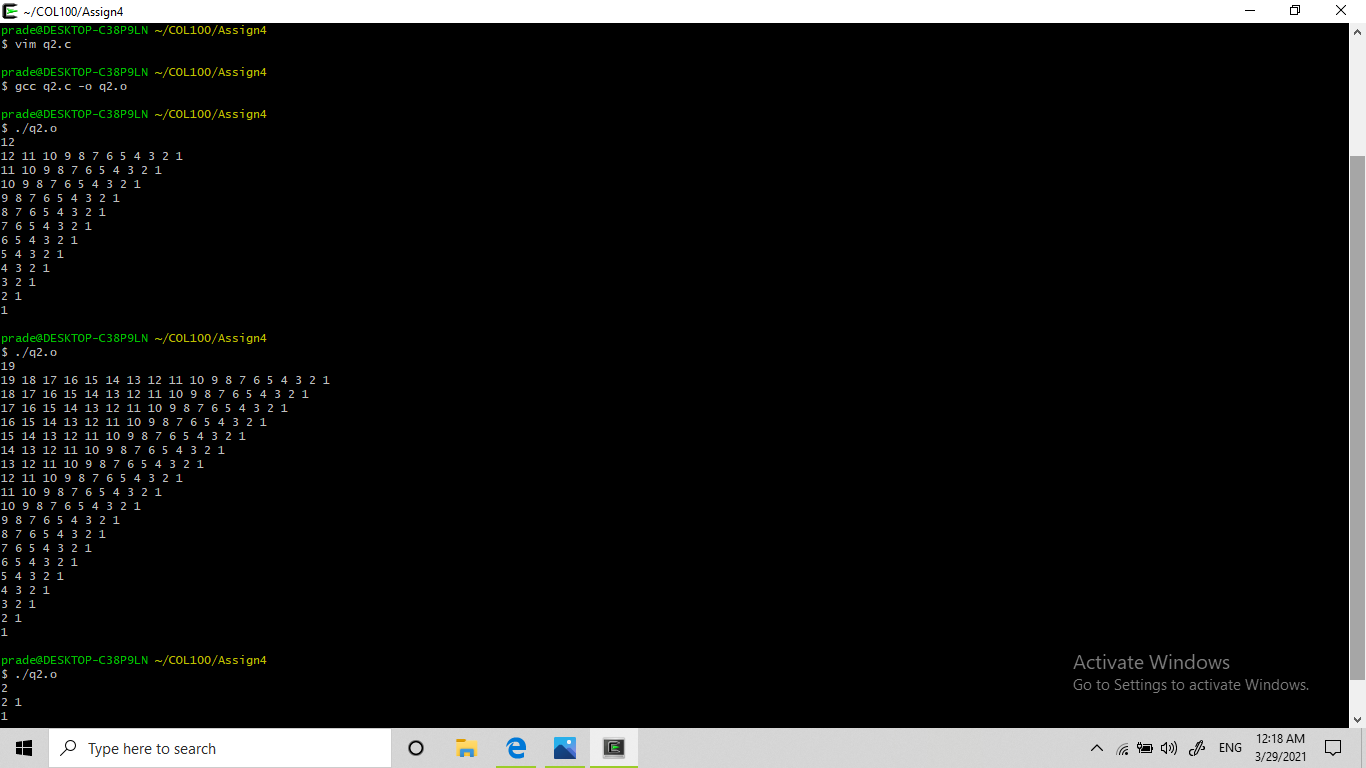 ~/COL100/Assign4
prade@DESKTOP-C38P9LN ~/COL100/Assign4
$ vim q2.c
prade@DESKTOP-C38P9LN ~/COL100/Assign4
$ gcc q2.c -o q2.o
prade@DESKTOP-C38P9LN ~/COL100/Assign4
$ ./q2.o
12
12 11 10 9 8 7 6 5 4 3 2 1
11 10 9 8 7 6 5 4 3 2 1
10 9 8 7 6 5 4 3 2 1
9 8 7 6 5 4 3 2 1
8 7 6 5 4 3 2 1
7 6 5 4 3 2 1
6 5 4 3 2 1
5 4 3 2 1
4 3 2 1
3 2 1
2 1
1
prade@DESKTOP-C38P9LN ~/COL100/Assign4
$ ./q2.o
19
19 18 17 16 15 14 13 12 11 10 9 8 7 6 5 4 3 2 1
18 17 16 15 14 13 12 11 10 9 8 7 6 5 4 3 2 1
17 16 15 14 13 12 11 10 9 8 7 6 5 4 3 2 1
16 15 14 13 12 11 10 9 8 7 6 5 4 3 2 1
15 14 13 12 11 10 9 8 7 6 5 4 3 2 1
14 13 12 11 10 9 8 7 6 5 4 3 2 1
13 12 11 10 9 8 7 6 5 4 3 2 1
12 11 10 9 8 7 6 5 4 3 2 1
11 10 9 8 7 6 5 4 3 2 1
10 9 8 7 6 5 4 3 2 1
9 8 7 6 5 4 3 2 1
8 7 6 5 4 3 2 1
7 6 5 4 3 2 1
6 5 4 3 2 1
5 4 3 2 1
4 3 2 1
3 2 1
2 1
1
prade@DESKTOP-C38P9LN ~/COL100/Assign4
$ ./q2.o
2
2 1
1
Activate Windows
Go to Settings to activate Windows.
Type here to search
ENG
12:18 AM
3/29/2021